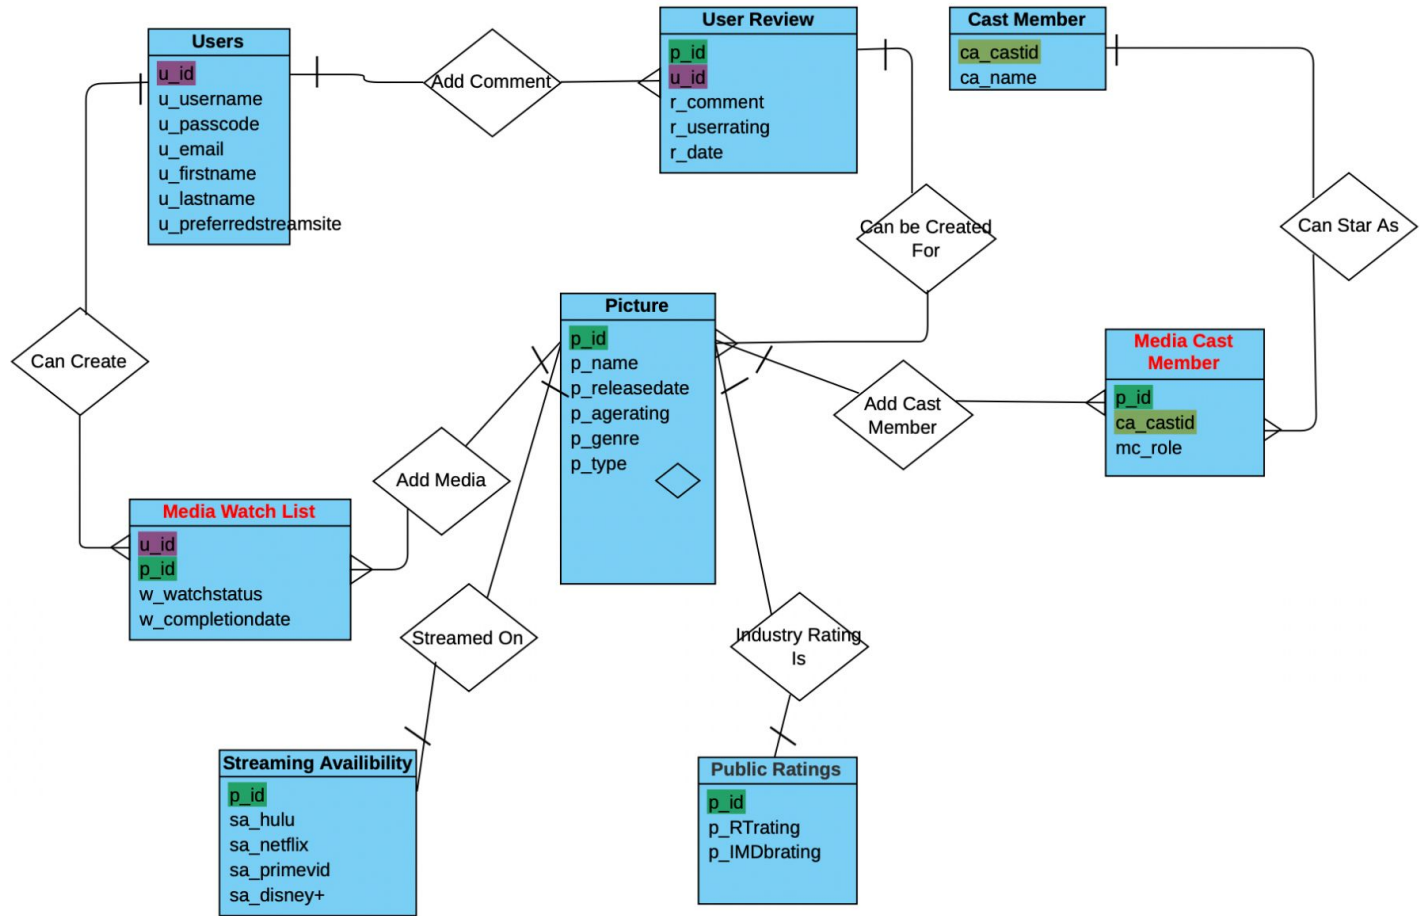 Users
u_id
u_username
u_passcode
u_email
u_firstname
u_lastname
u_preferredstreamsite
Add Comment
User Review
p_id
u_id
r_comment
r_userrating
r_date
Cast Member
ca_castid
ca_name
Can be Created
For
Can Star As
Can Create
Picture
p_id
p_name
p_releasedate
p_agerating
p_genre
p_type
Add Cast
Member
Media Cast
Member
p_id
ca_castid
mc_role
Add Media
Media Watch List
u_id
p_id
w_watchstatus
w_completiondate
Streamed On
Industry Rating
Is
Streaming Availibility
p_id
sa_hulu
sa_netflix
sa_primevid
sa_disney+
Public Ratings
p_id
p_RTrating
p_IMDbrating